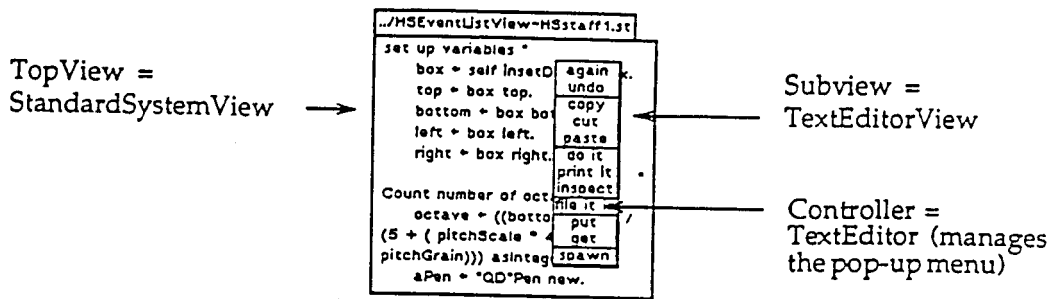 ../HSEventListView-HSstaff1.st
set up variables "
box ← self insetD
top ← box top.
bottom ← box bot
left ← box left.
right ← box right.
Count number of octa
octave ← ((botto /
(5 + ( pitchScale * 4
pitchGrain))) asInteg
aPen ← "QD"Pen new.
again
undo
copy
cut
paste
do it
print it
inspect
file it
put
get
spawn
TopView =
StandardSystemView
Subview =
TextEditorView
Controller =
TextEditor (manages
the pop-up menu)